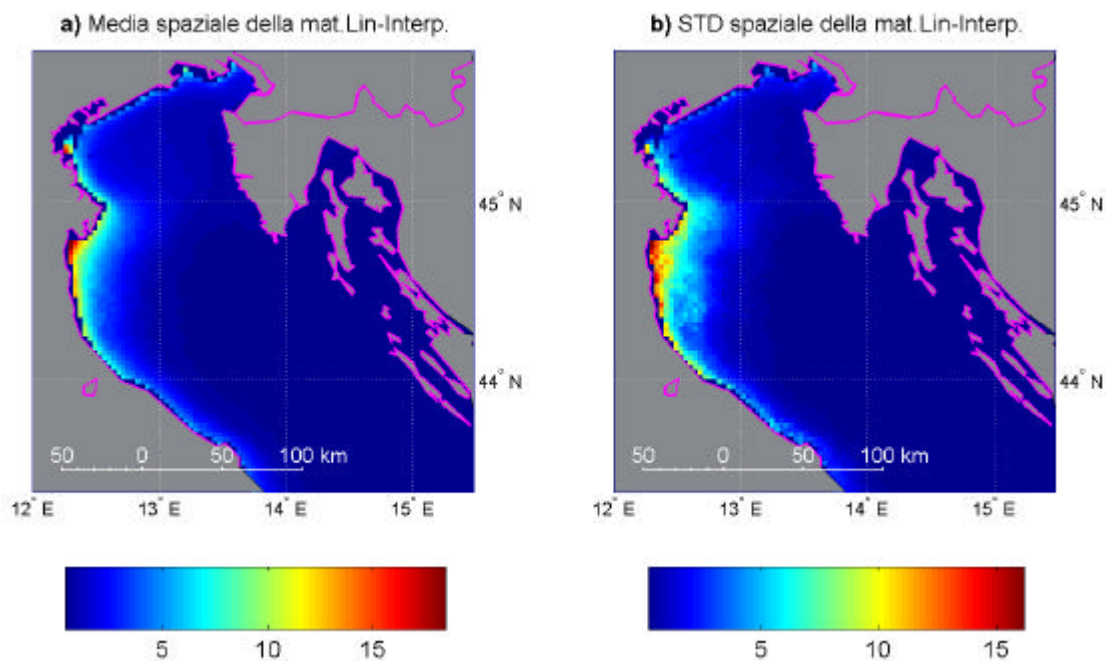 a) Media spaziale della mat.Lin-Interp.
45° N
44° N
50 0 50 100 km
12° E 13° E 14° E 15° E
5 10 15
b) STD spaziale della mat.Lin-Interp.
45° N
44° N
50 0 50 100 km
12° E 13° E 14° E 15° E
5 10 15